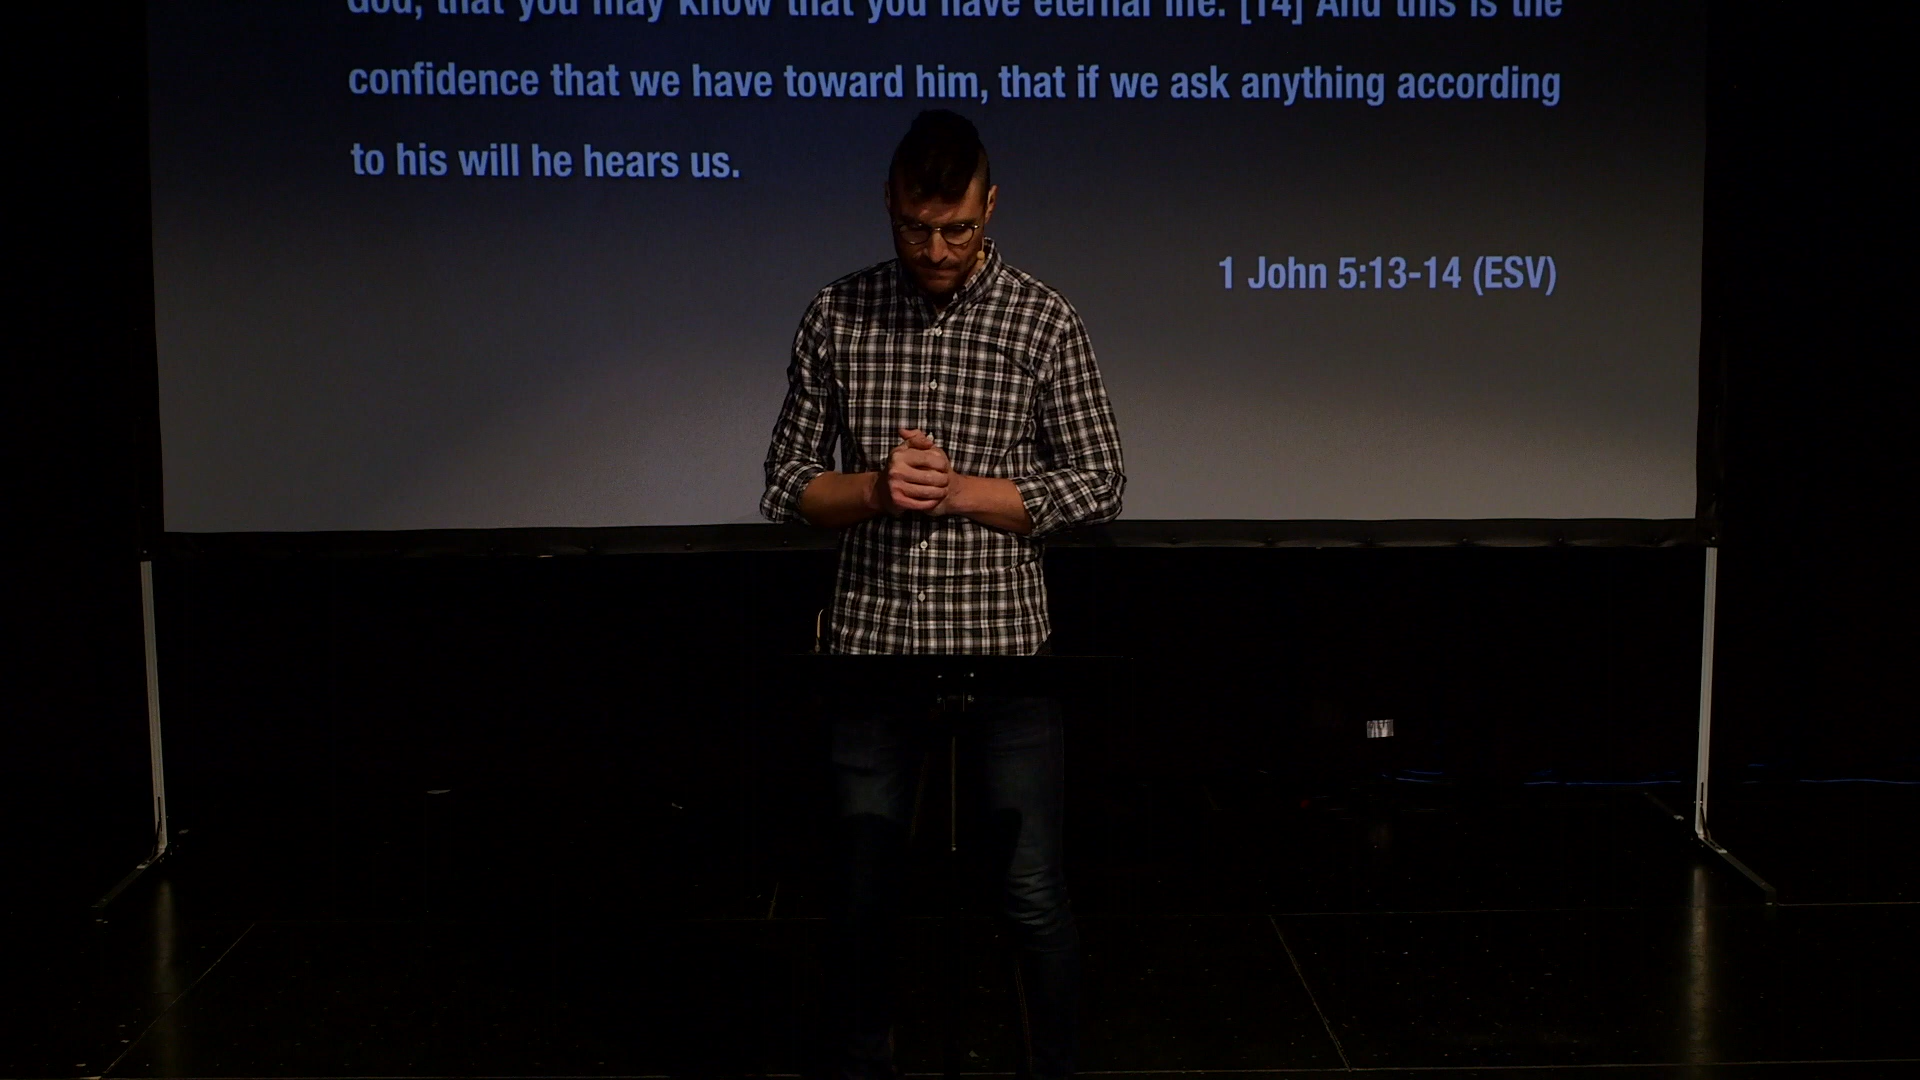 God, that you may know that you have eternal life. [14] And this is the
confidence that we have toward him, that if we ask anything according
to his will he hears us.
1 John 5:13-14 (ESV)